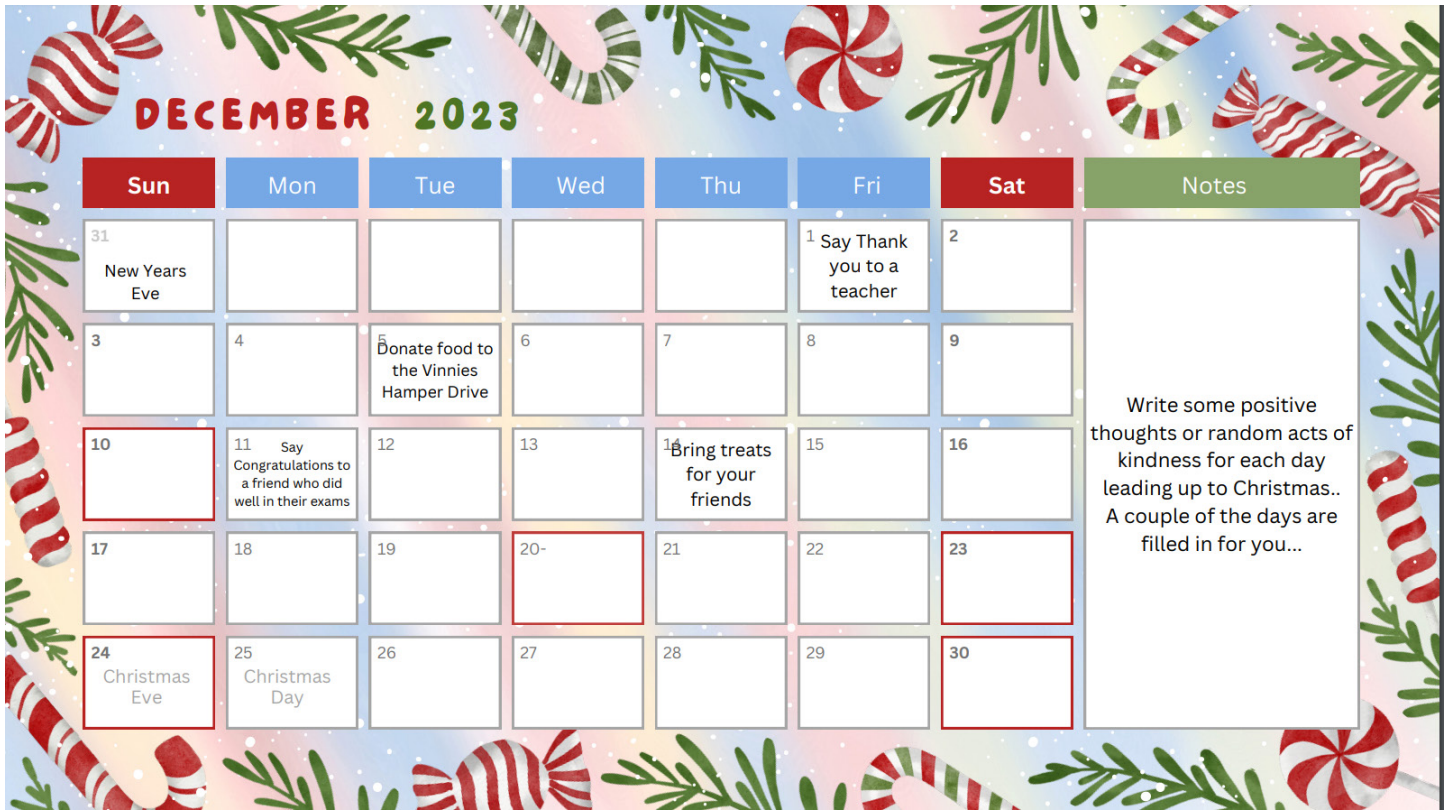 DECEMBER 2023
Sun Mon Tue Wed Thu Fri Sat Notes
31
New Years
Eve
1 Say Thank
you to a
teacher
2
3
4
5
Donate food to
the Vinnies
Hamper Drive
6
7
8
9
10
11 Say
Congratulations to
a friend who did
well in their exams
12
13
14
Bring treats
for your
friends
15
16
17
18
19
20-
21
22
23
24
Christmas
Eve
25
Christmas
Day
26
27
28
29
30
Write some positive
thoughts or random acts of
kindness for each day
leading up to Christmas..
A couple of the days are
filled in for you...